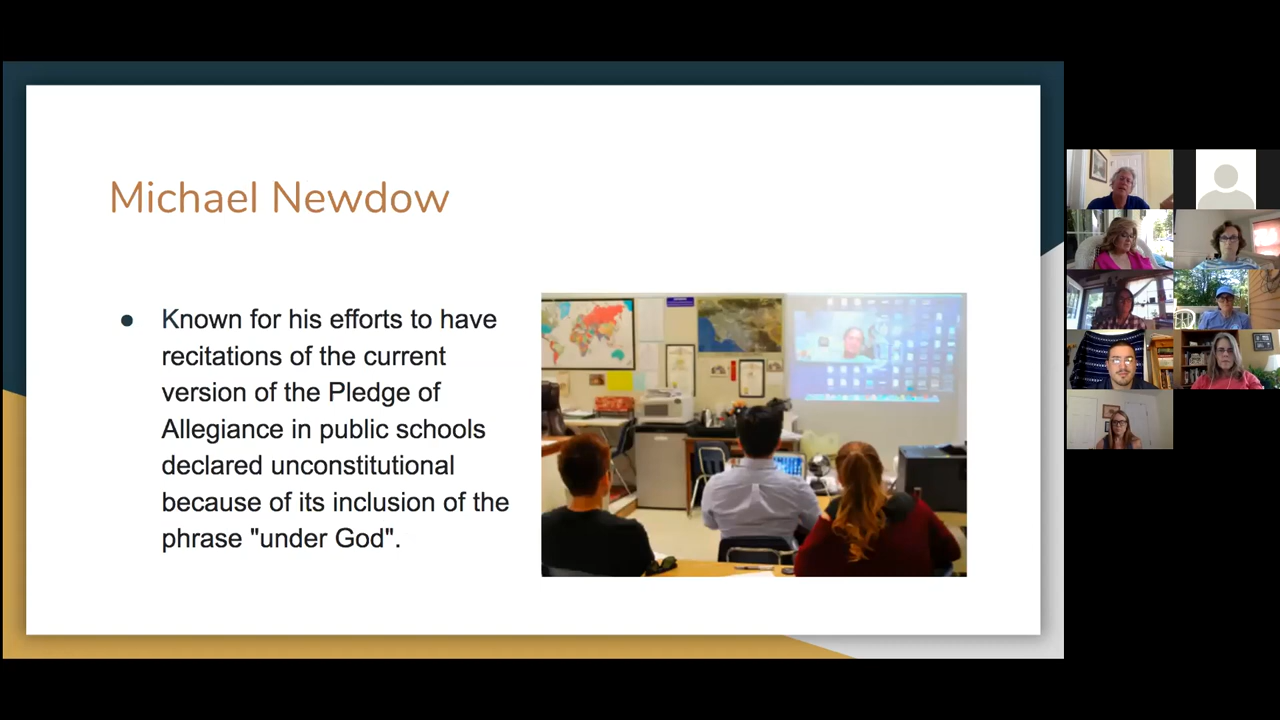 Michael Newdow
● Known for his efforts to have
recitations of the current
version of the Pledge of
Allegiance in public schools
declared unconstitutional
because of its inclusion of the
phrase "under God".